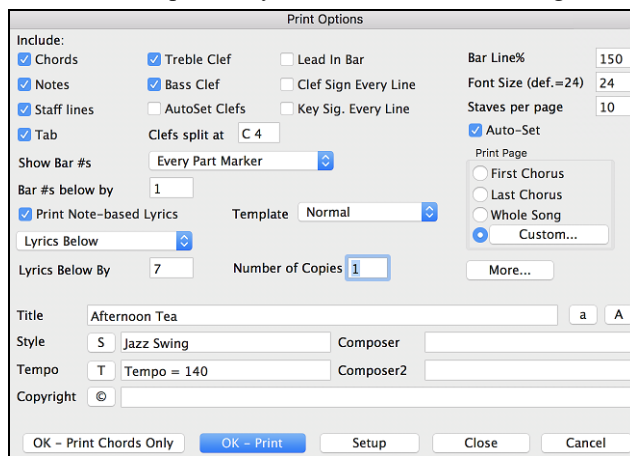 Print Options
Include:
Chords Treble Clef Lead In Bar Bar Line% 150
Notes Bass Clef Clef Sign Every Line Font Size (def.=24) 24
Staff lines AutoSet Clefs Key Sig. Every Line Staves per page 10
Tab Clefs split at C 4 Auto-Set
Show Bar #s Every Part Marker Print Page
First Chorus
Bar #s below by 1 Last Chorus
Print Note-based Lyrics Template Normal Whole Song
Lyrics Below Custom...
Lyrics Below By 7 Number of Copies 1 More...
Title Afternoon Tea a A
Style S Jazz Swing Composer
Tempo T Tempo = 140 Composer2
Copyright ©
OK - Print Chords Only OK - Print Setup Close Cancel